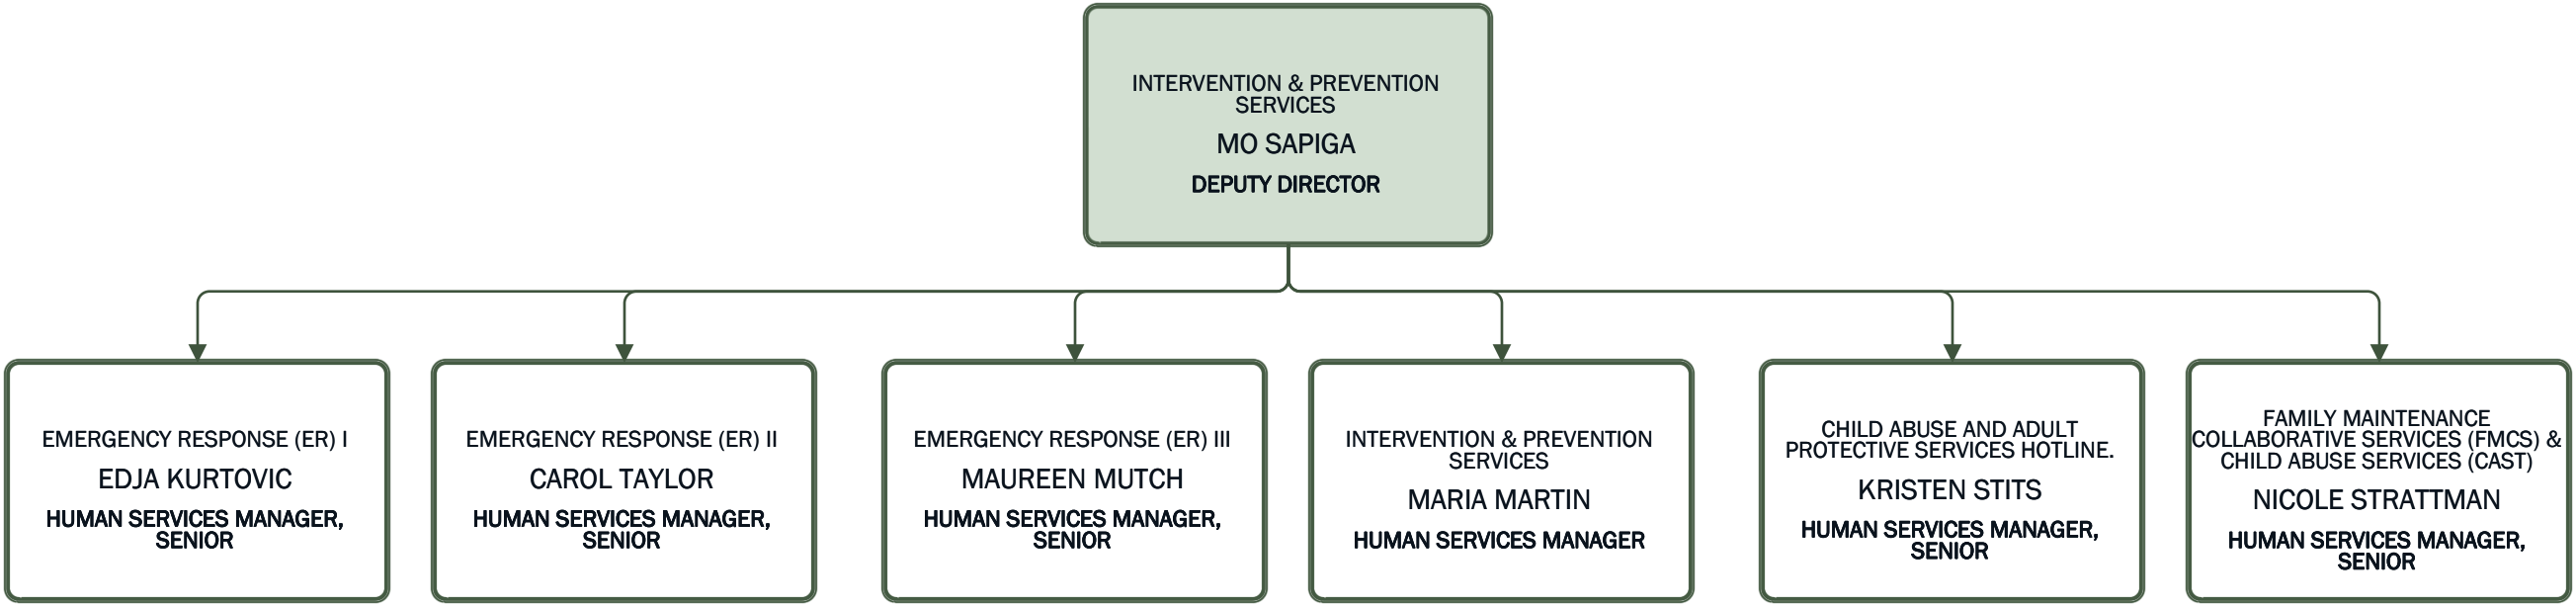 INTERVENTION & PREVENTION
SERVICES
MO SAPIGA
DEPUTY DIRECTOR
EMERGENCY RESPONSE (ER) I
EDJA KURTOVIC
HUMAN SERVICES MANAGER,
SENIOR
EMERGENCY RESPONSE (ER) II
CAROL TAYLOR
HUMAN SERVICES MANAGER,
SENIOR
EMERGENCY RESPONSE (ER) III
MAUREEN MUTCH
HUMAN SERVICES MANAGER,
SENIOR
INTERVENTION & PREVENTION
SERVICES
MARIA MARTIN
HUMAN SERVICES MANAGER
CHILD ABUSE AND ADULT
PROTECTIVE SERVICES HOTLINE.
KRISTEN STITS
HUMAN SERVICES MANAGER,
SENIOR
FAMILY MAINTENANCE
COLLABORATIVE SERVICES (FMCS) &
CHILD ABUSE SERVICES (CAST)
NICOLE STRATTMAN
HUMAN SERVICES MANAGER,
SENIOR